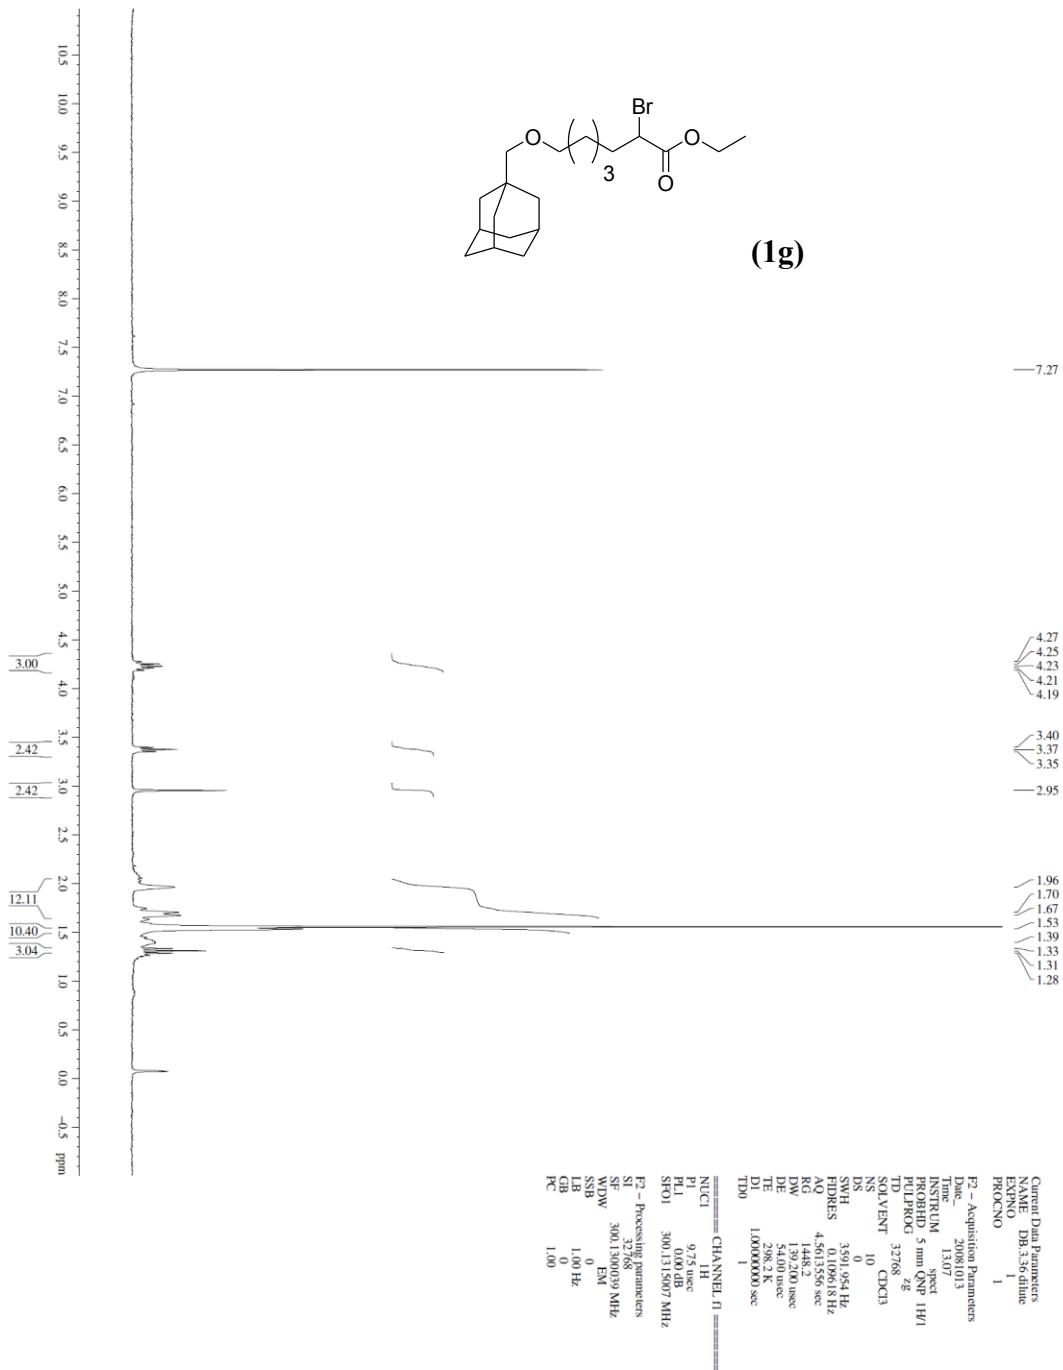 Br
O
O
O
3
(1g)
10.5
10.0
9.5
9.0
8.5
8.0
7.5
7.0
6.5
6.0
5.5
5.0
4.5
4.0
3.5
3.0
2.5
2.0
1.5
1.0
0.5
0.0
−0.5
ppm
3.00
2.42
2.42
12.11
10.40
3.04
7.27
4.27
4.25
4.23
4.21
4.19
3.40
3.37
3.35
2.95
1.96
1.70
1.67
1.53
1.39
1.33
1.31
1.28
Current Data Parameters
NAME DB.3.36 dilute
EXPNO 1
PROCNO 1
F2 − Acquisition Parameters
Date_ 20081013
Time 13.07
INSTRUM spect
PROBHD 5 mm QNP 1H/1
PULPROG zg
TD 32768
SOLVENT CDCl3
NS 10
DS 0
SWH 3591.954 Hz
FIDRES 0.109618 Hz
AQ 4.5613556 sec
RG 1448.2
DW 139.200 usec
DE 54.00 usec
TE 298.2 K
D1 1.00000000 sec
TD0 1
======== CHANNEL f1 ========
NUC1 1H
P1 9.75 usec
PL1 0.00 dB
SFO1 300.1315007 MHz
F2 − Processing parameters
SI 32768
SF 300.1300039 MHz
WDW EM
SSB 0
LB 1.00 Hz
GB 0
PC 1.00